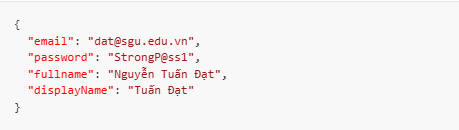 {
"email": "dat@sgu.edu.vn",
"password": "StrongP@ss1",
"fullname": "Nguyễn Tuấn Đạt",
"displayName": "Tuấn Đạt"
}